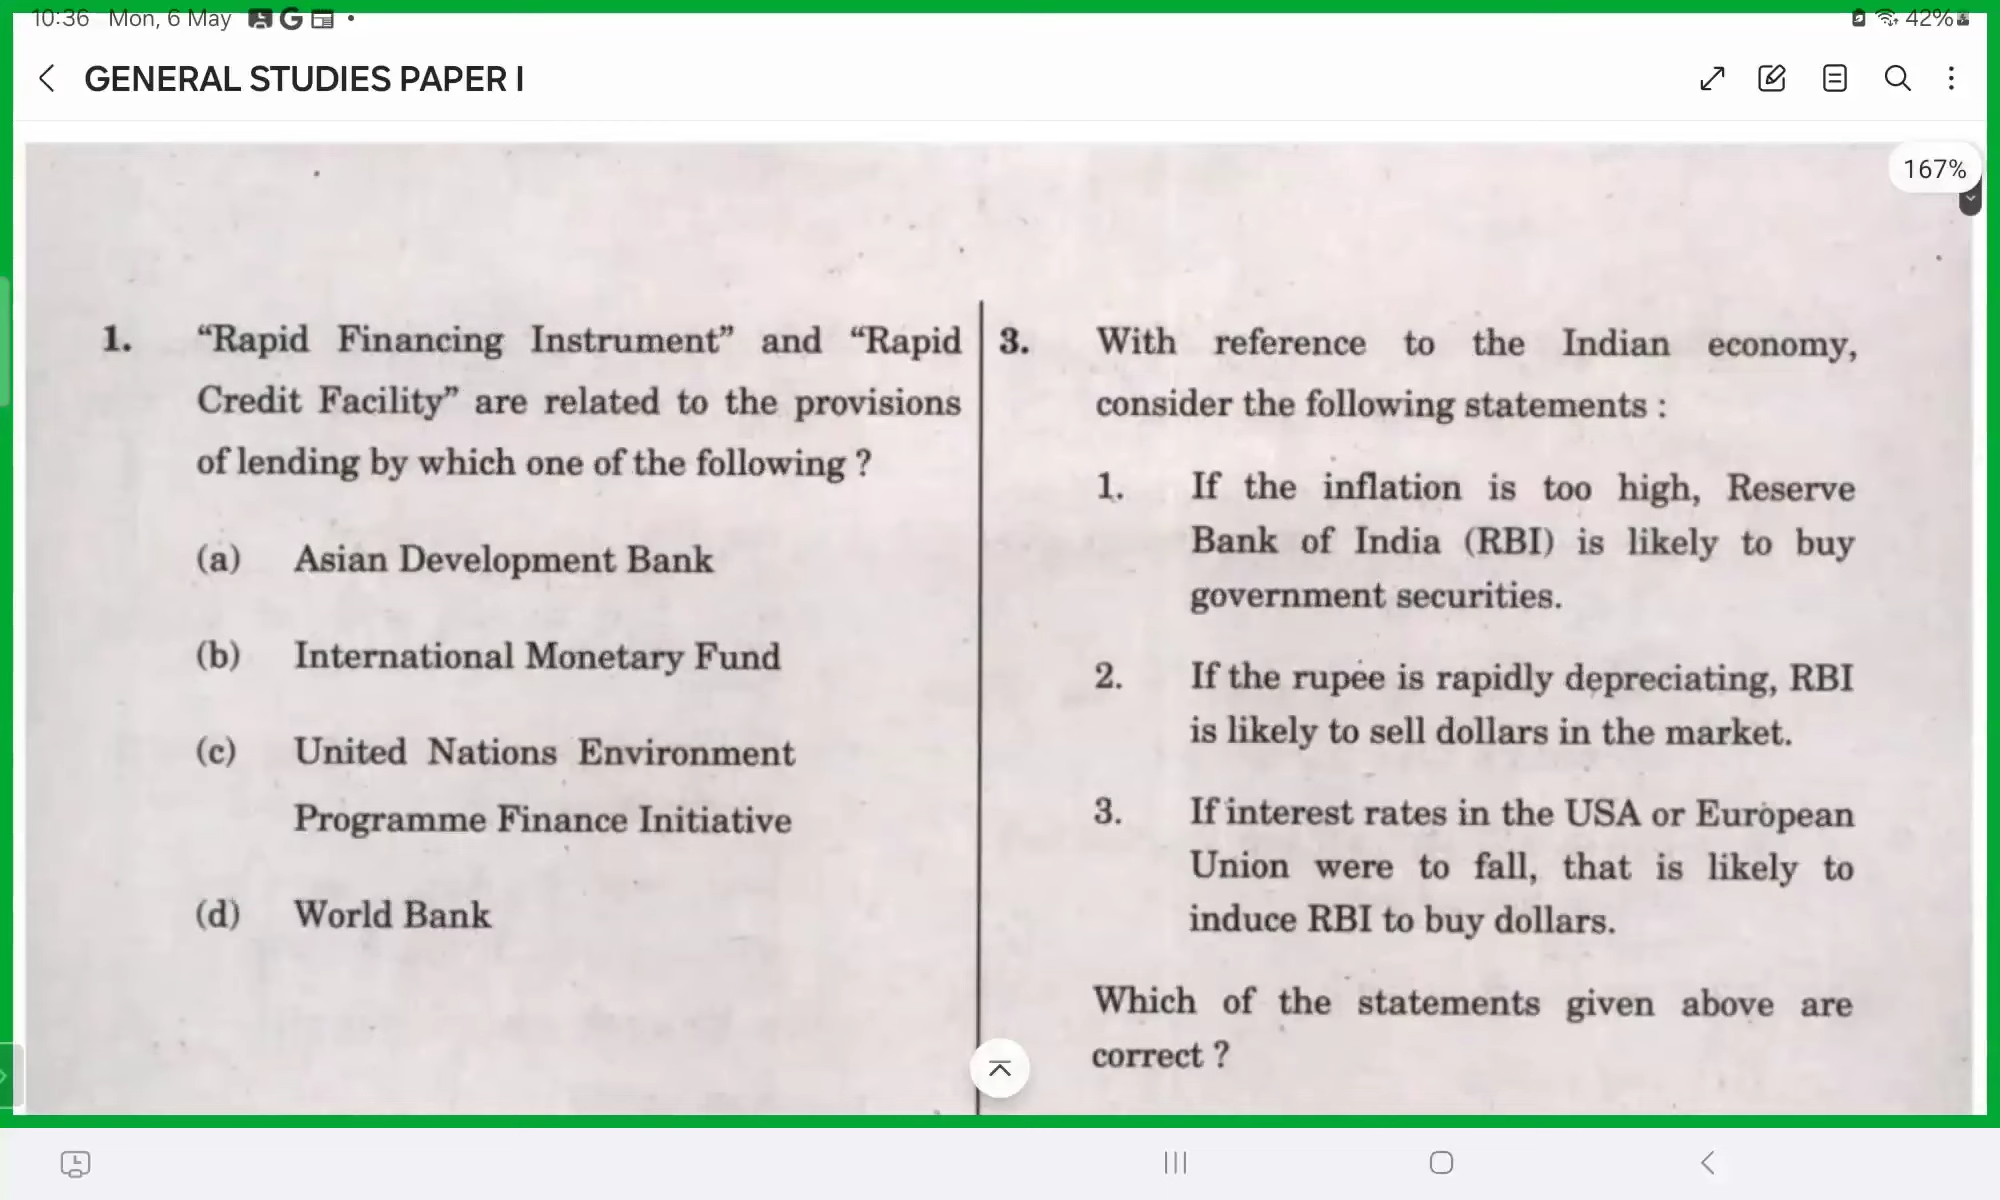 10:36 Mon, 6 May
42%
GENERAL STUDIES PAPER I
167%
1. “Rapid Financing Instrument” and “Rapid
Credit Facility” are related to the provisions
of lending by which one of the following ?
(a) Asian Development Bank
(b) International Monetary Fund
(c) United Nations Environment
Programme Finance Initiative
(d) World Bank
3. With reference to the Indian economy,
consider the following statements :
1. If the inflation is too high, Reserve
Bank of India (RBI) is likely to buy
government securities.
2. If the rupee is rapidly depreciating, RBI
is likely to sell dollars in the market.
3. If interest rates in the USA or European
Union were to fall, that is likely to
induce RBI to buy dollars.
Which of the statements given above are
correct ?